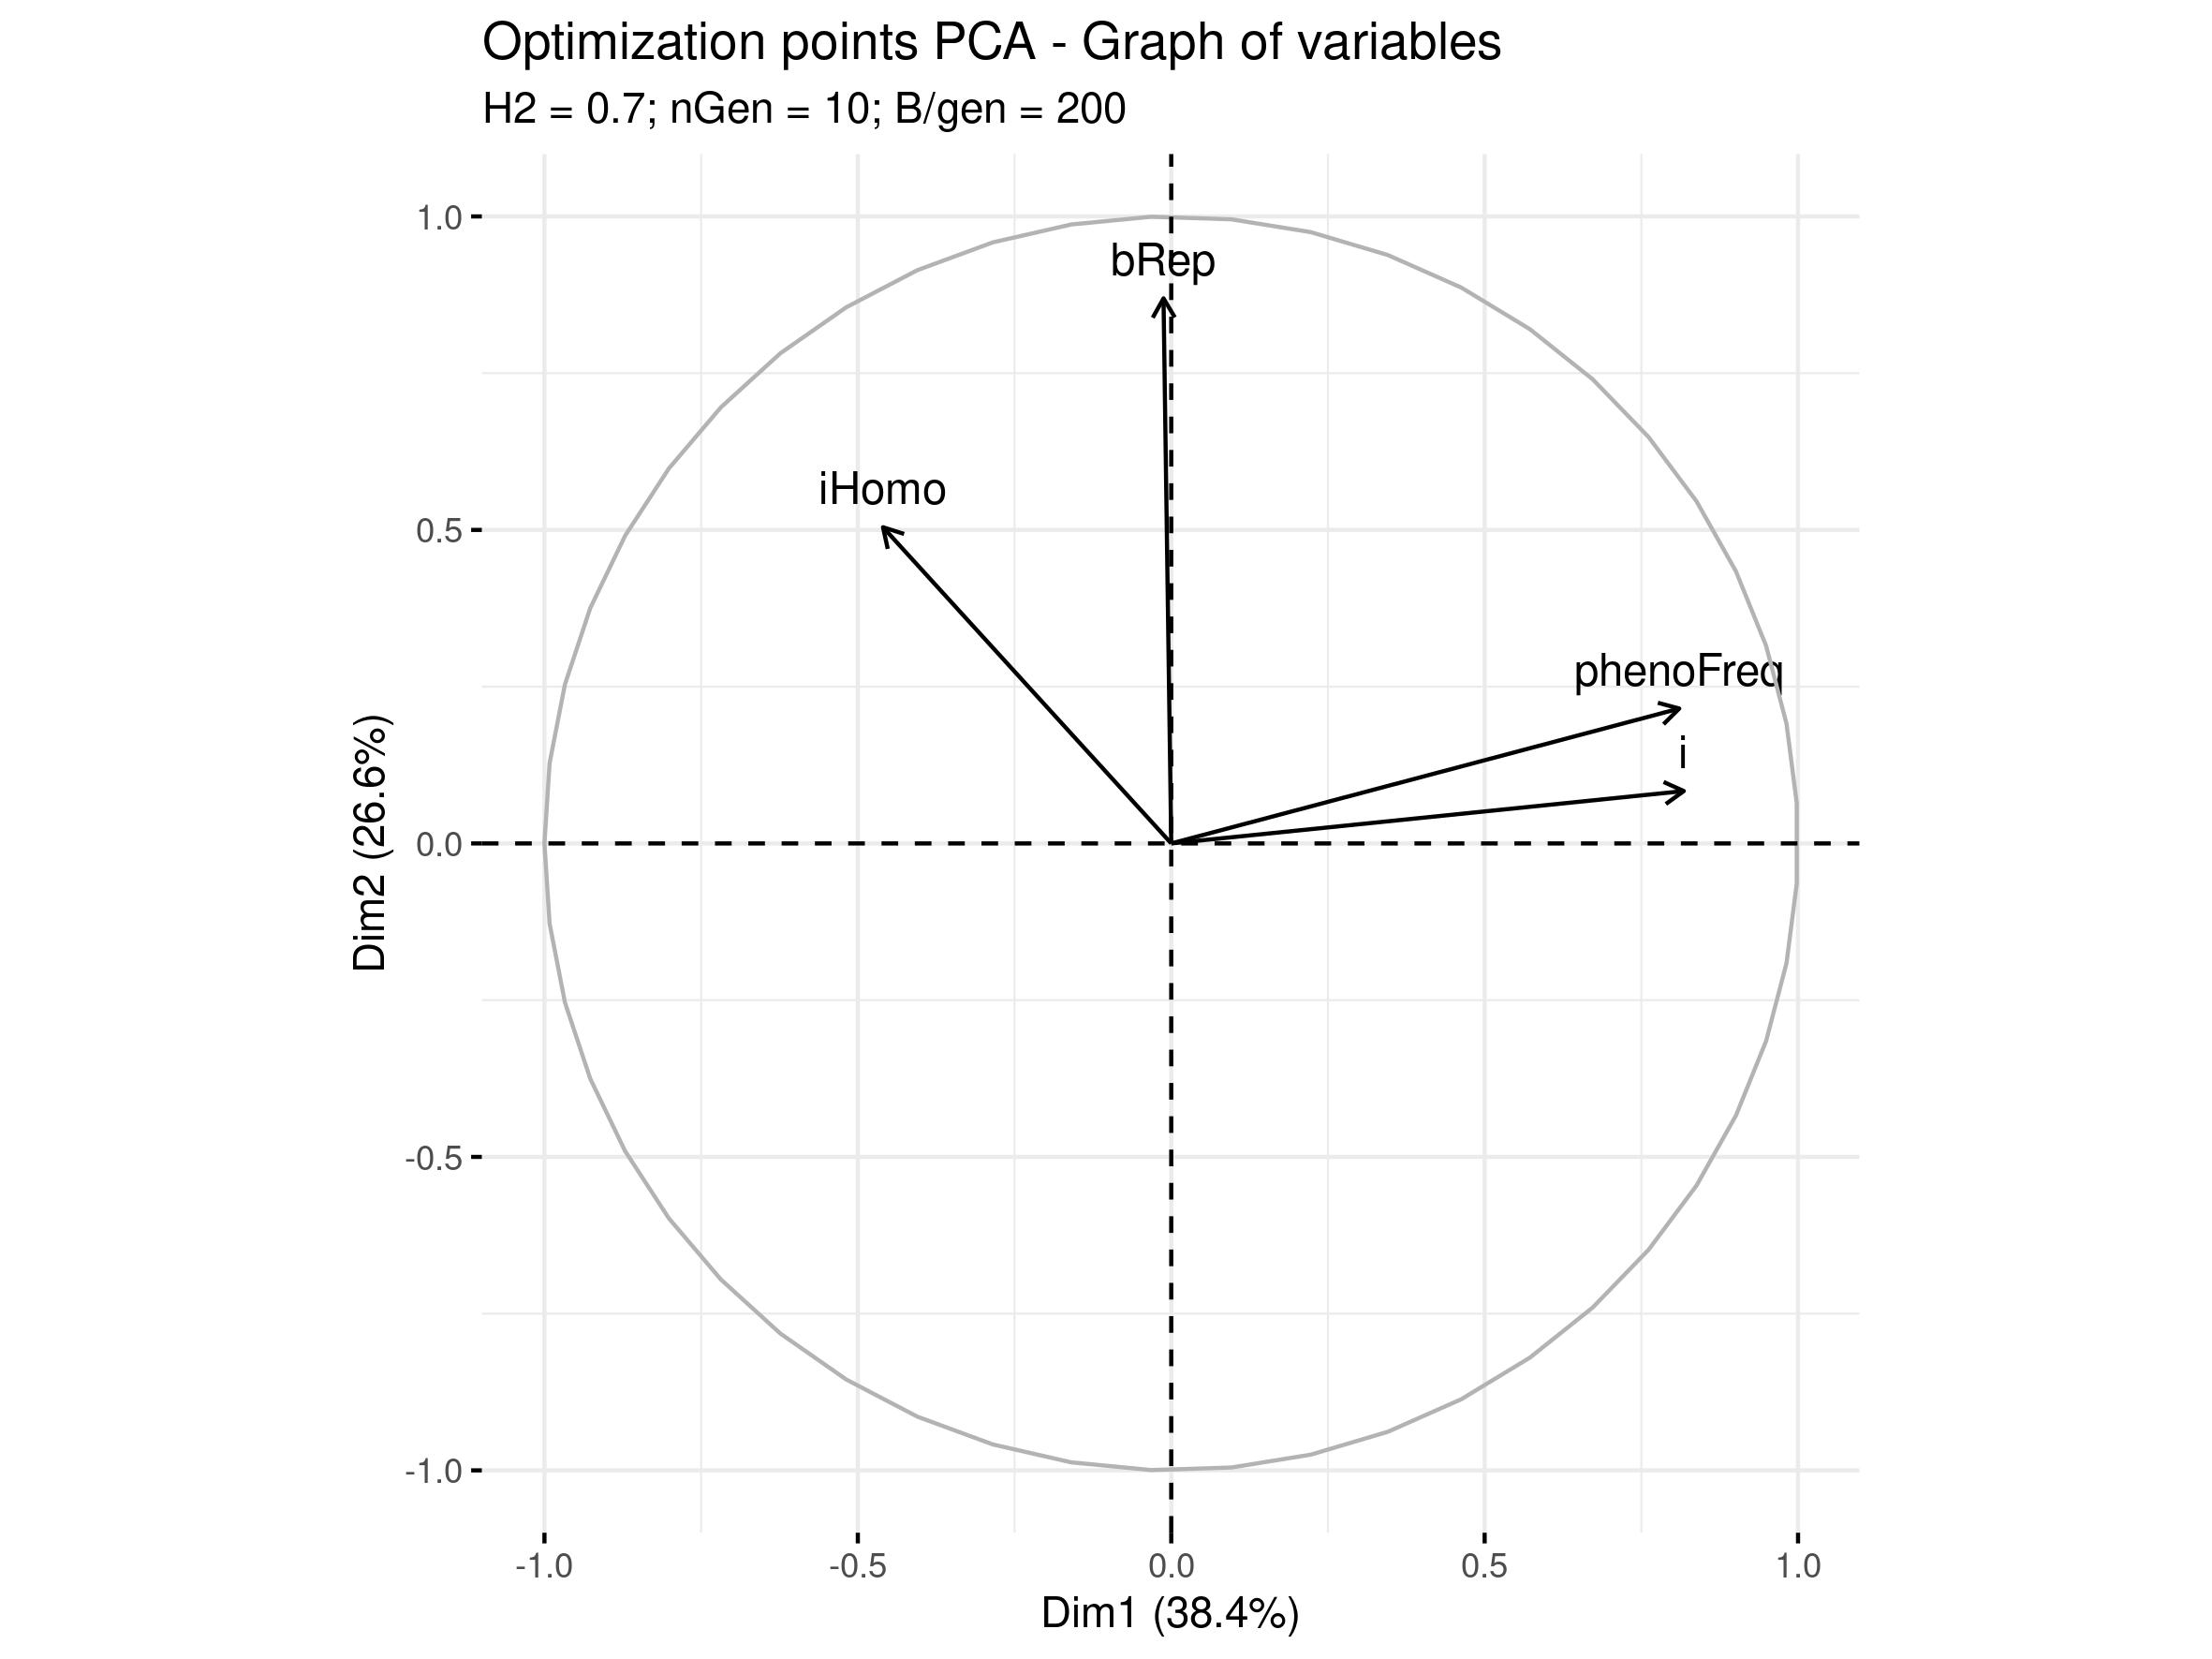 Optimization points PCA - Graph of variables
H2 = 0.7; nGen = 10; B/gen = 200
1.0
0.5
0.0
-0.5
-1.0
Dim2 (26.6%)
bRep
iHomo
phenoFreq
i
-1.0
-0.5
0.0
0.5
1.0
Dim1 (38.4%)